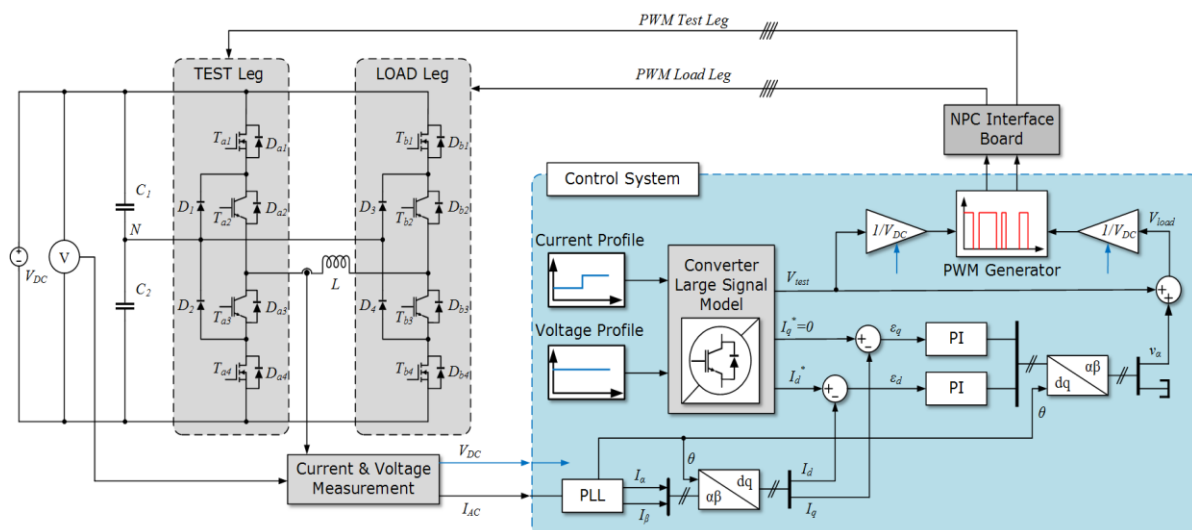 PWM Test Leg
PWM Load Leg
TEST Leg
LOAD Leg
NPC Interface
Board
Control System
T_a1
D_a1
T_b1
D_b1
C_1
D_1
T_a2
D_a2
D_3
T_b2
D_b2
N
V_DC
V
L
C_2
D_2
T_a3
D_a3
D_4
T_b3
D_b3
T_a4
D_a4
T_b4
D_b4
Current Profile
Voltage Profile
Converter
Large Signal
Model
V_test
1/V_DC
PWM Generator
1/V_DC
V_load
+
+
I_q^*=0
+
−
ε_q
PI
I_d^*
+
−
ε_d
PI
αβ
dq
v_α
θ
Current & Voltage
Measurement
V_DC
I_AC
PLL
θ
I_α
I_β
dq
αβ
I_d
I_q